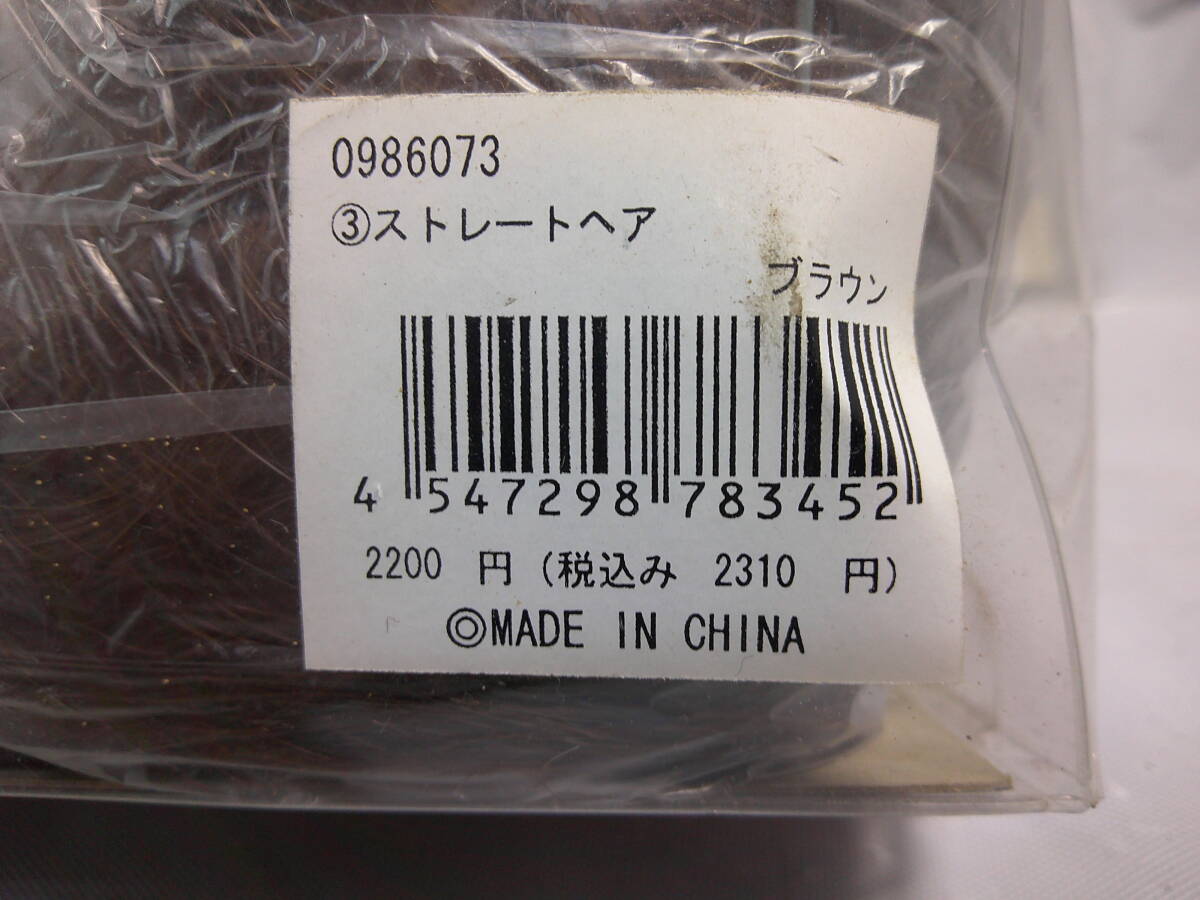 0986073
③ストレートヘア
ブラウン
4 547298 783452
2200 円(税込み 2310 円)
◎MADE IN CHINA